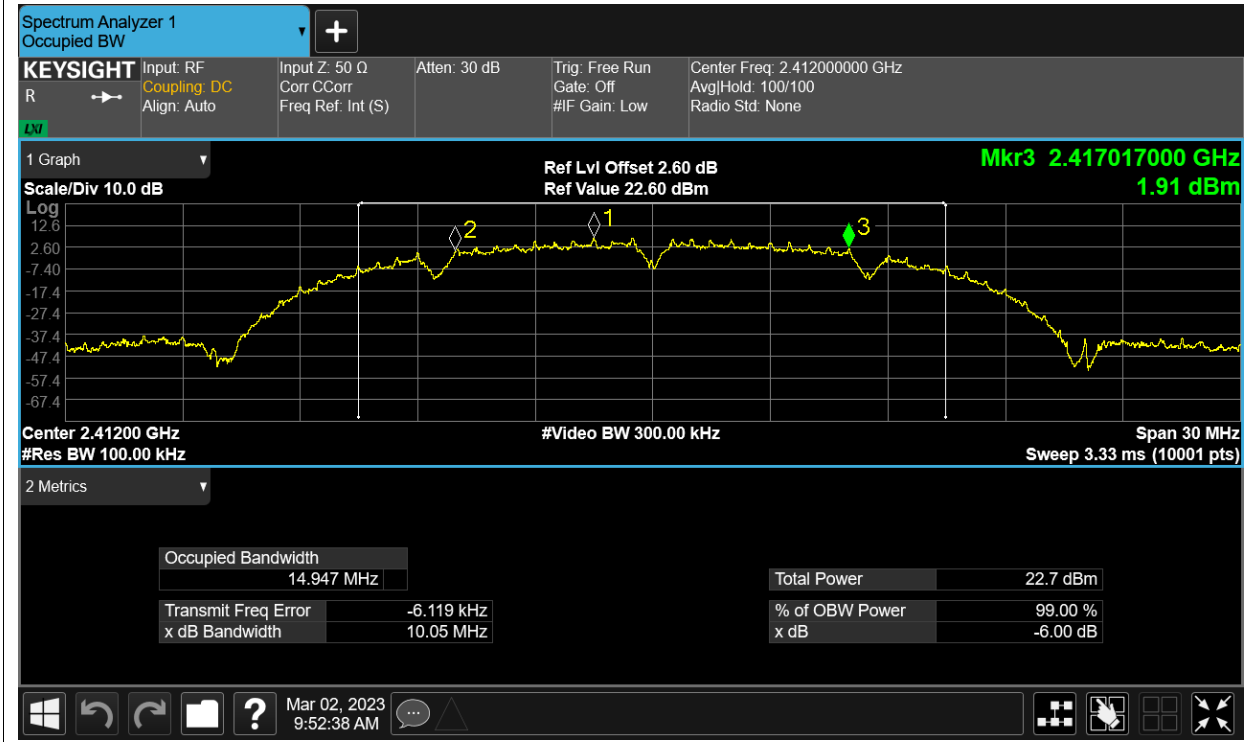 Spectrum Analyzer 1
Occupied BW
KEYSIGHT
R
LXI
Input: RF
Coupling: DC
Align: Auto
Input Z: 50 Ω
Corr CCorr
Freq Ref: Int (S)
Atten: 30 dB
Trig: Free Run
Gate: Off
#IF Gain: Low
Center Freq: 2.412000000 GHz
Avg|Hold: 100/100
Radio Std: None
1 Graph
Scale/Div 10.0 dB
Ref Lvl Offset 2.60 dB
Ref Value 22.60 dBm
Mkr3 2.417017000 GHz
1.91 dBm
Log
12.6
2.60
-7.40
-17.4
-27.4
-37.4
-47.4
-57.4
-67.4
2
1
3
Center 2.41200 GHz
#Video BW 300.00 kHz
Span 30 MHz
#Res BW 100.00 kHz
Sweep 3.33 ms (10001 pts)
2 Metrics
Occupied Bandwidth
14.947 MHz
Total Power 22.7 dBm
Transmit Freq Error -6.119 kHz
% of OBW Power 99.00 %
x dB Bandwidth 10.05 MHz
x dB -6.00 dB
?
Mar 02, 2023
9:52:38 AM